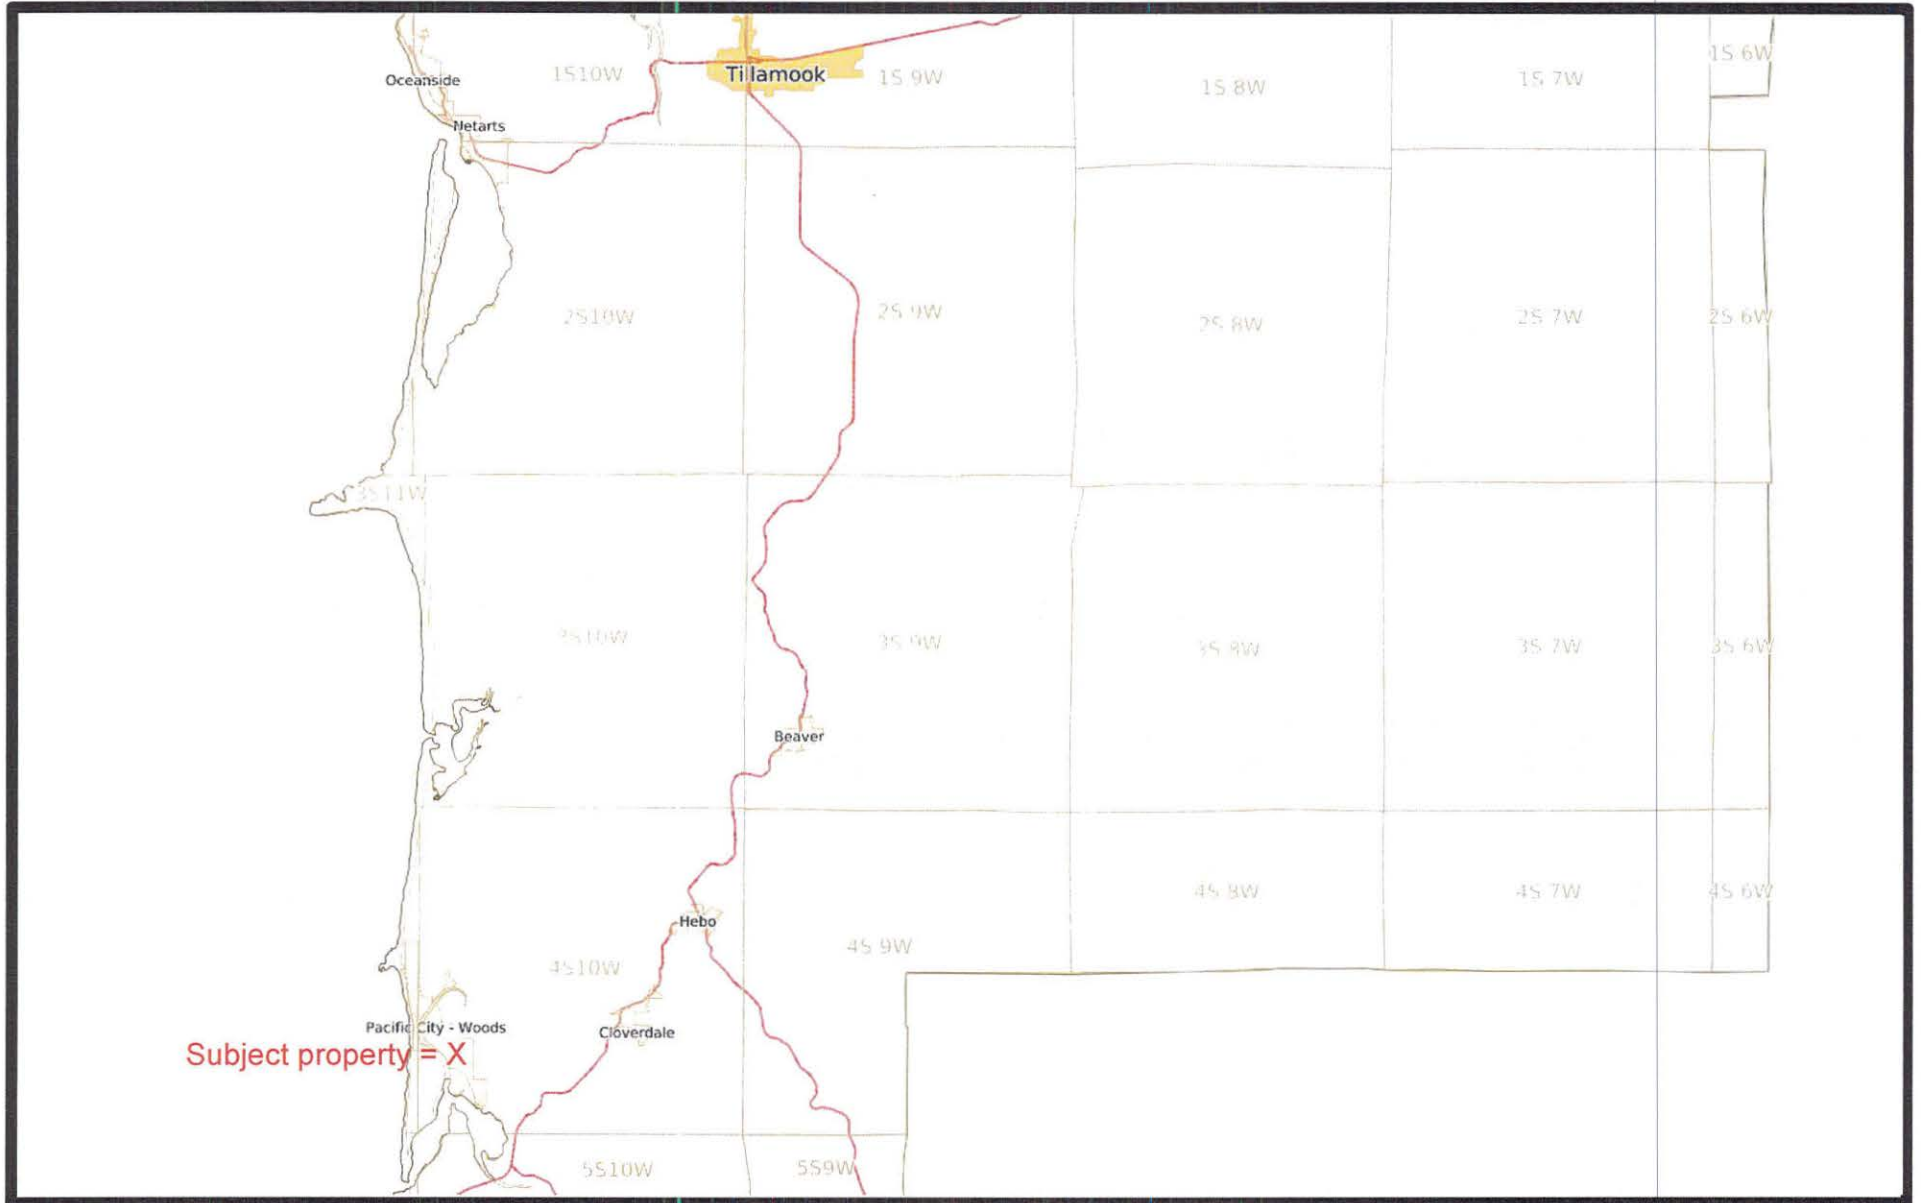 1S 6W
Oceanside
1S10W
Tillamook
1S 9W
1S 8W
1S 7W
Netarts
2S10W
2S 9W
2S 8W
2S 7W
2S 6W
3S11W
3S10W
3S 9W
3S 8W
3S 7W
3S 6W
Beaver
4S 8W
4S 7W
4S 6W
Hebo
4S 9W
4S10W
Pacific City - Woods
Cloverdale
Subject property = X
5S10W
5S9W